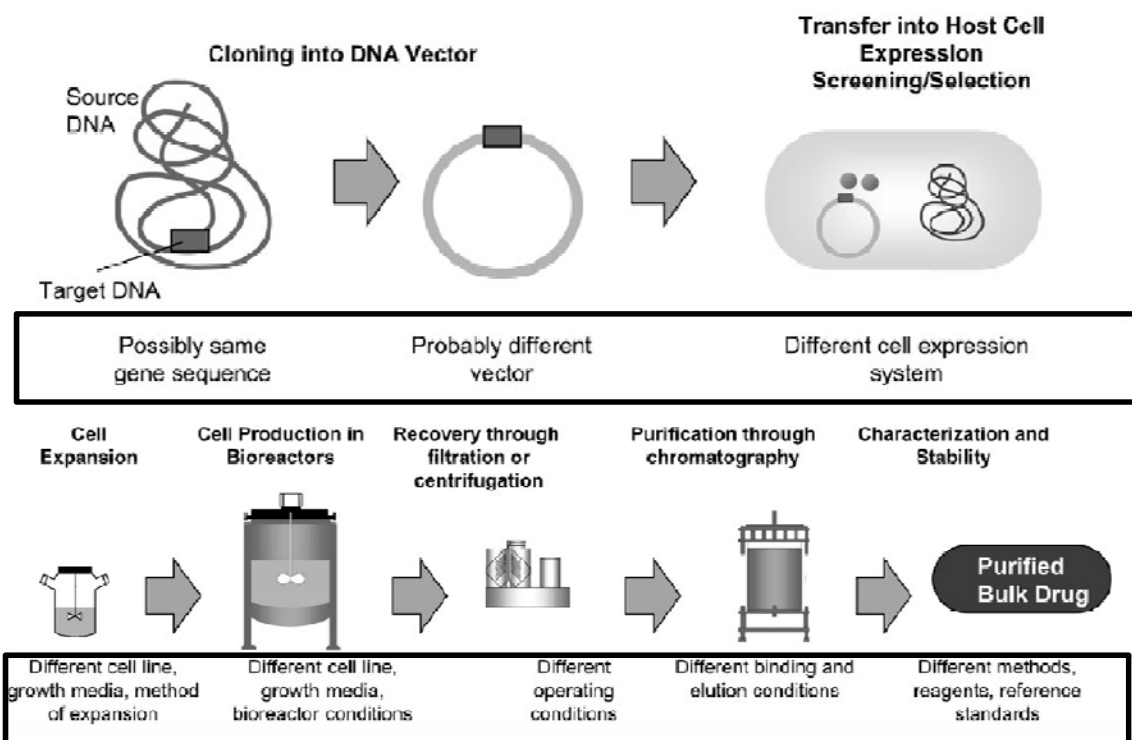 Cloning into DNA Vector
Transfer into Host Cell
Expression
Screening/Selection
Source
DNA
Target DNA
Possibly same
gene sequence
Probably different
vector
Different cell expression
system
Cell
Expansion
Cell Production in
Bioreactors
Recovery through
filtration or
centrifugation
Purification through
chromatography
Characterization and
Stability
Purified
Bulk Drug
Different cell line,
growth media, method
of expansion
Different cell line,
growth media,
bioreactor conditions
Different
operating
conditions
Different binding and
elution conditions
Different methods,
reagents, reference
standards